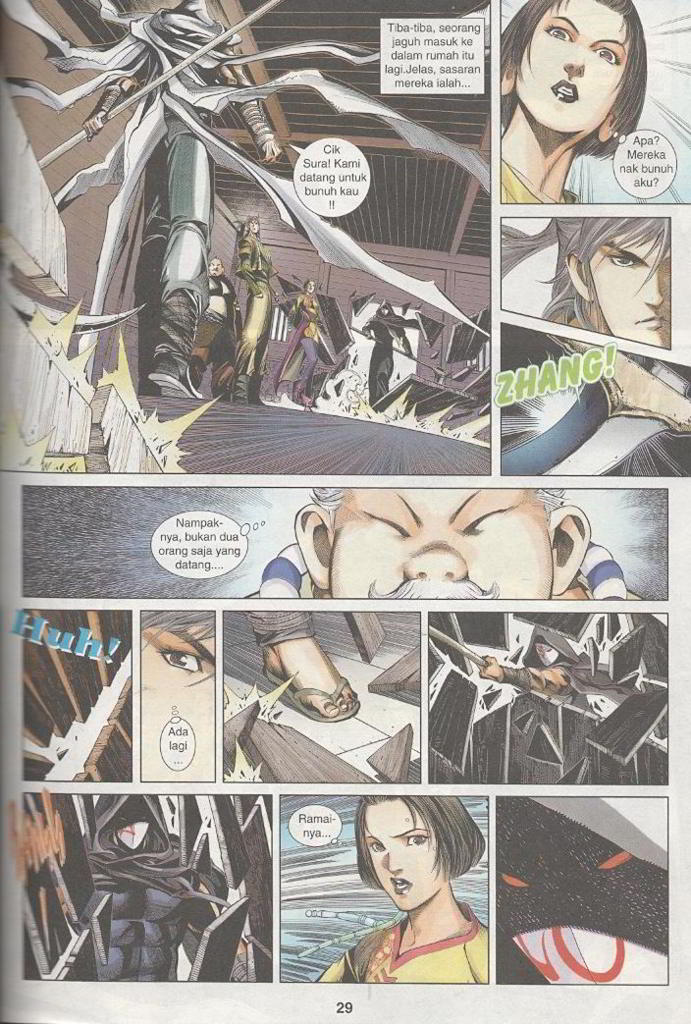 Tiba-tiba, seorang
jaguh masuk ke
dalam rumah itu
lagi.Jelas, sasaran
mereka ialah...
Cik
Sura! Kami
datang untuk
bunuh kau
!!
Apa?
Mereka
nak bunuh
aku?
ZHANG!
Nampak-
nya, bukan dua
orang saja yang
datang....
Huh!
Ada
lagi
...
Ramai-
nya...
29